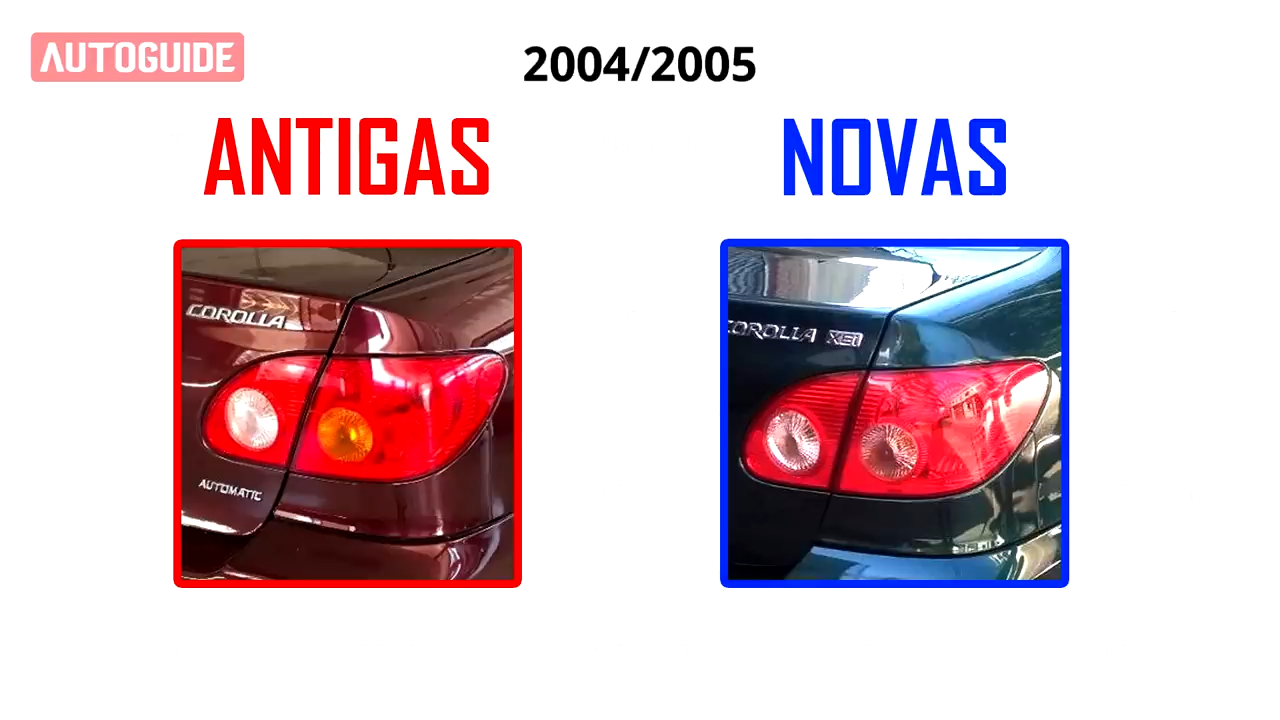 AUTOGUIDE
2004/2005
ANTIGAS
NOVAS
COROLLA
AUTOMATIC
COROLLA XEi